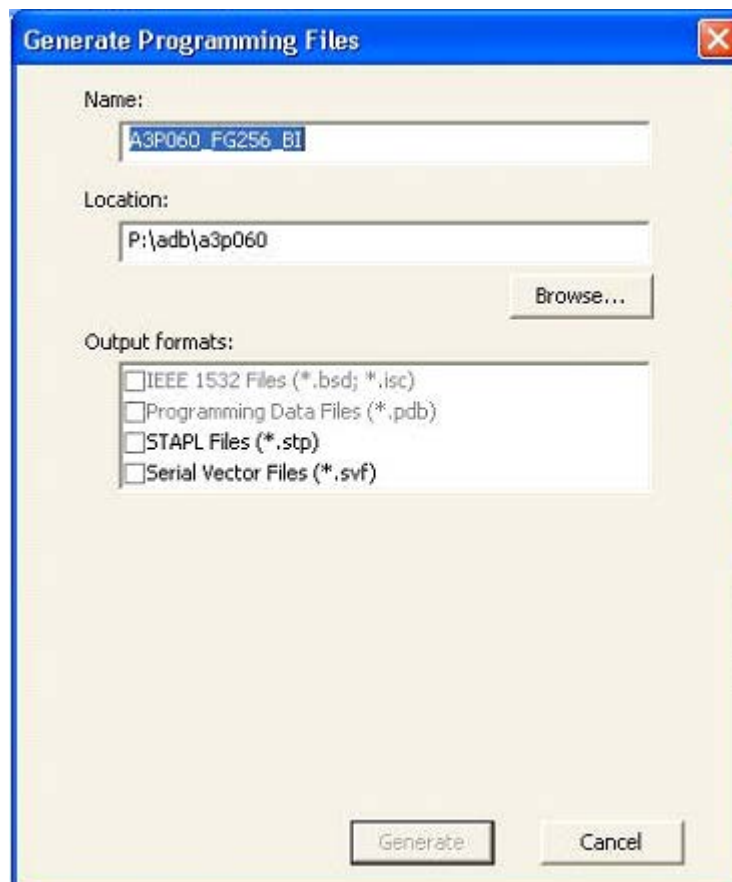 Generate Programming Files
Name:
A3P060_FG256_BI
Location:
P:\adb\a3p060
Browse...
Output formats:
IEEE 1532 Files (*.bsd; *.isc)
Programming Data Files (*.pdb)
STAPL Files (*.stp)
Serial Vector Files (*.svf)
Generate
Cancel